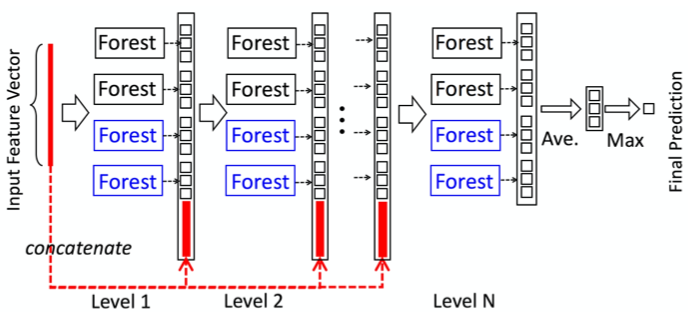 Input Feature Vector
Forest
Forest
Forest
Forest
concatenate
Level 1
Forest
Forest
Forest
Forest
Level 2
...
Forest
Forest
Forest
Forest
Level N
Ave.
Max
Final Prediction